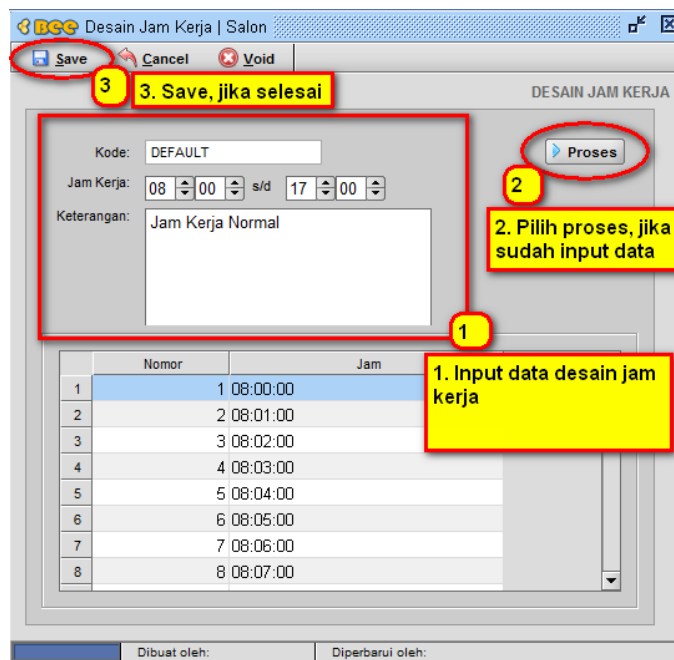 Bee Desain Jam Kerja | Salon
Save Cancel Void
3
3. Save, jika selesai
DESAIN JAM KERJA
Kode: DEFAULT
Proses
Jam Kerja: 08 00 s/d 17 00
2
Keterangan: Jam Kerja Normal
2. Pilih proses, jika
sudah input data
1
Nomor Jam
1. Input data desain jam
kerja
1 1 08:00:00
2 2 08:01:00
3 3 08:02:00
4 4 08:03:00
5 5 08:04:00
6 6 08:05:00
7 7 08:06:00
8 8 08:07:00
Dibuat oleh: Diperbarui oleh: